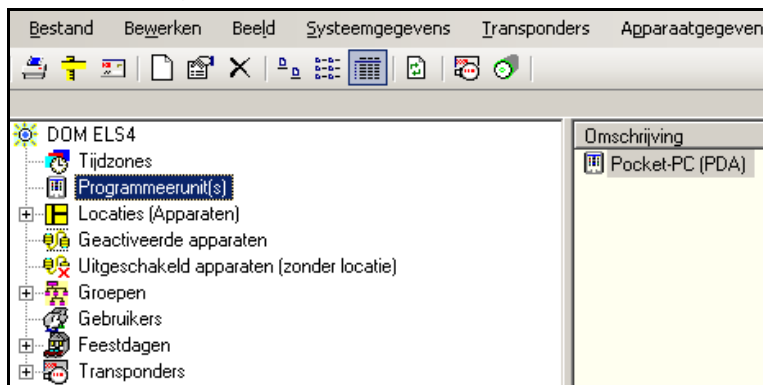 Bestand Bewerken Beeld Systeemgegevens Transponders Apparaatgegeven
DOM ELS4
Tijdzones
Programmeerunit(s)
Locaties (Apparaten)
Geactiveerde apparaten
Uitgeschakeld apparaten (zonder locatie)
Groepen
Gebruikers
Feestdagen
Transponders
Omschrijving
Pocket-PC (PDA)